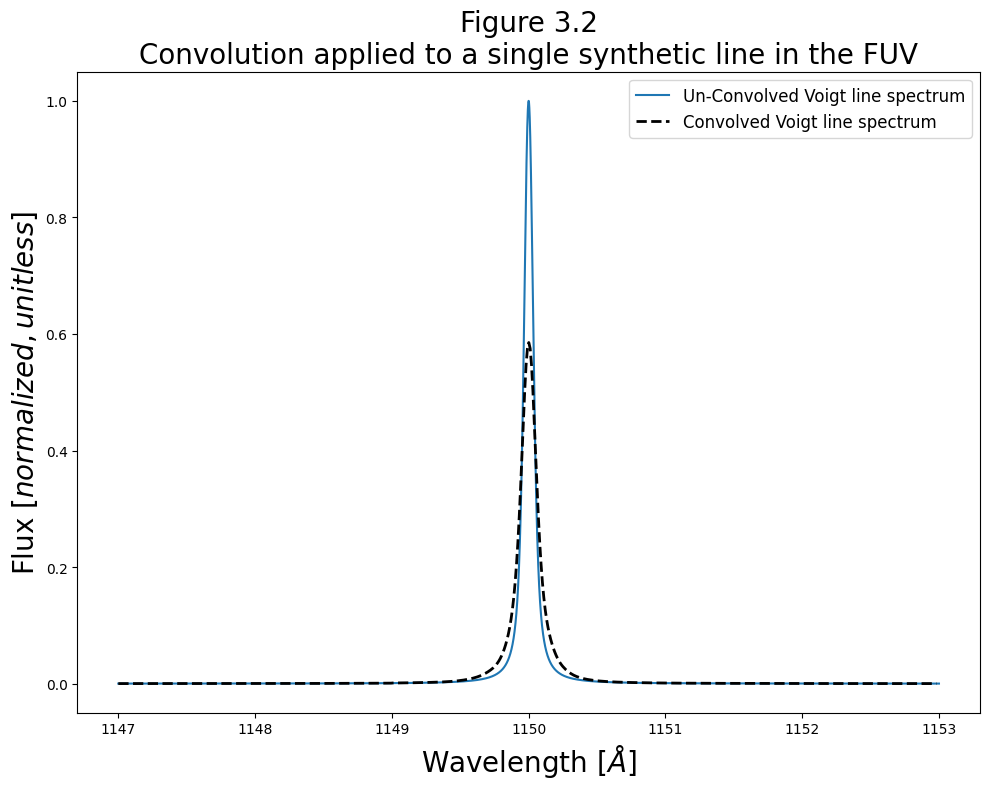 Figure 3.2
Convolution applied to a single synthetic line in the FUV
Un-Convolved Voigt line spectrum
Convolved Voigt line spectrum
Flux [normalized, unitless]
1.0
0.8
0.6
0.4
0.2
0.0
1147 1148 1149 1150 1151 1152 1153
Wavelength [Å]